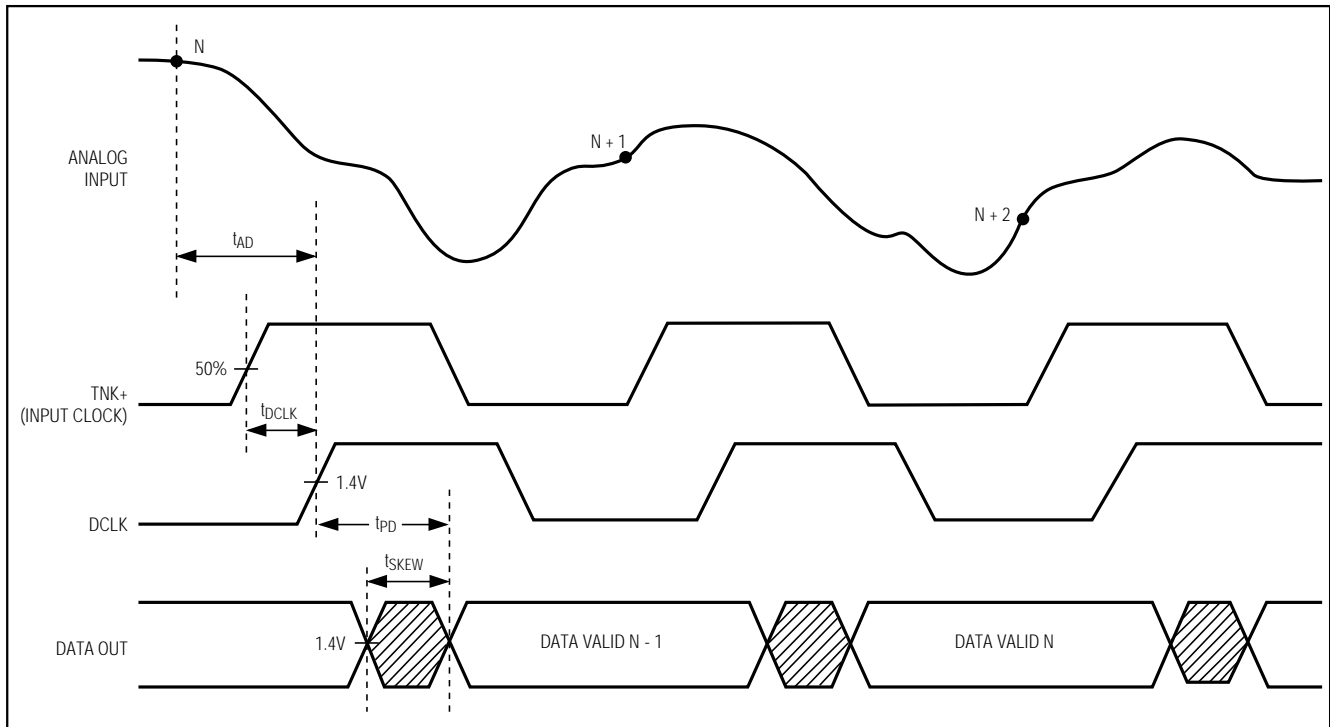 N
ANALOG
INPUT
N + 1
N + 2
tAD
50%
TNK+
(INPUT CLOCK)
tDCLK
1.4V
DCLK
tPD
tSKEW
DATA OUT
1.4V
DATA VALID N - 1
DATA VALID N